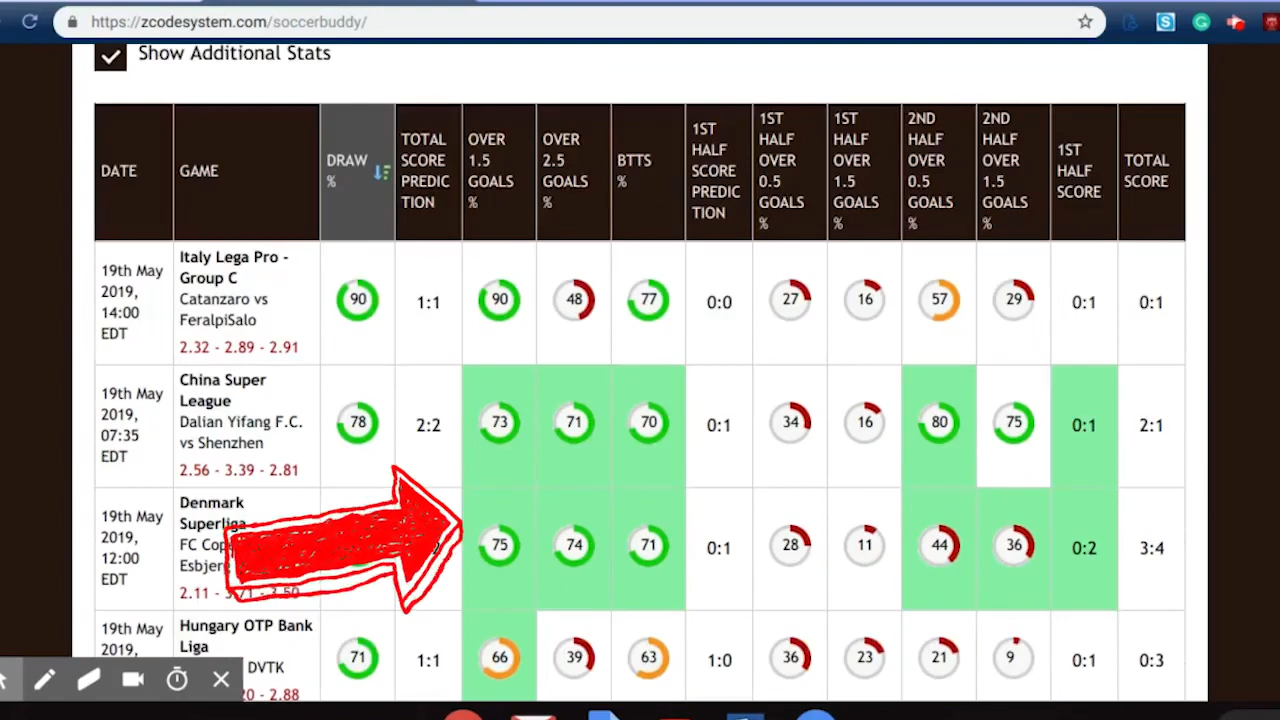 https://zcodesystem.com/soccerbuddy/
Show Additional Stats
DATE
GAME
DRAW
%
TOTAL
SCORE
PREDIC
TION
OVER
1.5
GOALS
%
OVER
2.5
GOALS
%
BTTS
%
1ST
HALF
SCORE
PREDIC
TION
1ST
HALF
OVER
0.5
GOALS
%
1ST
HALF
OVER
1.5
GOALS
%
2ND
HALF
OVER
0.5
GOALS
%
2ND
HALF
OVER
1.5
GOALS
%
1ST
HALF
SCORE
TOTAL
SCORE
19th May
2019,
14:00
EDT
Italy Lega Pro -
Group C
Catanzaro vs
FeralpiSalo
2.32 - 2.89 - 2.91
90
1:1
90
48
77
0:0
27
16
57
29
0:1
0:1
19th May
2019,
07:35
EDT
China Super
League
Dalian Yifang F.C.
vs Shenzhen
2.56 - 3.39 - 2.81
78
2:2
73
71
70
0:1
34
16
80
75
0:1
2:1
19th May
2019,
12:00
EDT
Denmark
Superliga
FC
2.11 - 3.71 - 3.50
75
74
71
0:1
28
11
44
36
0:2
3:4
19th May
2019,
Hungary OTP Bank
Liga
DVTK
- 2.88
71
1:1
66
39
63
1:0
36
23
21
9
0:1
0:3